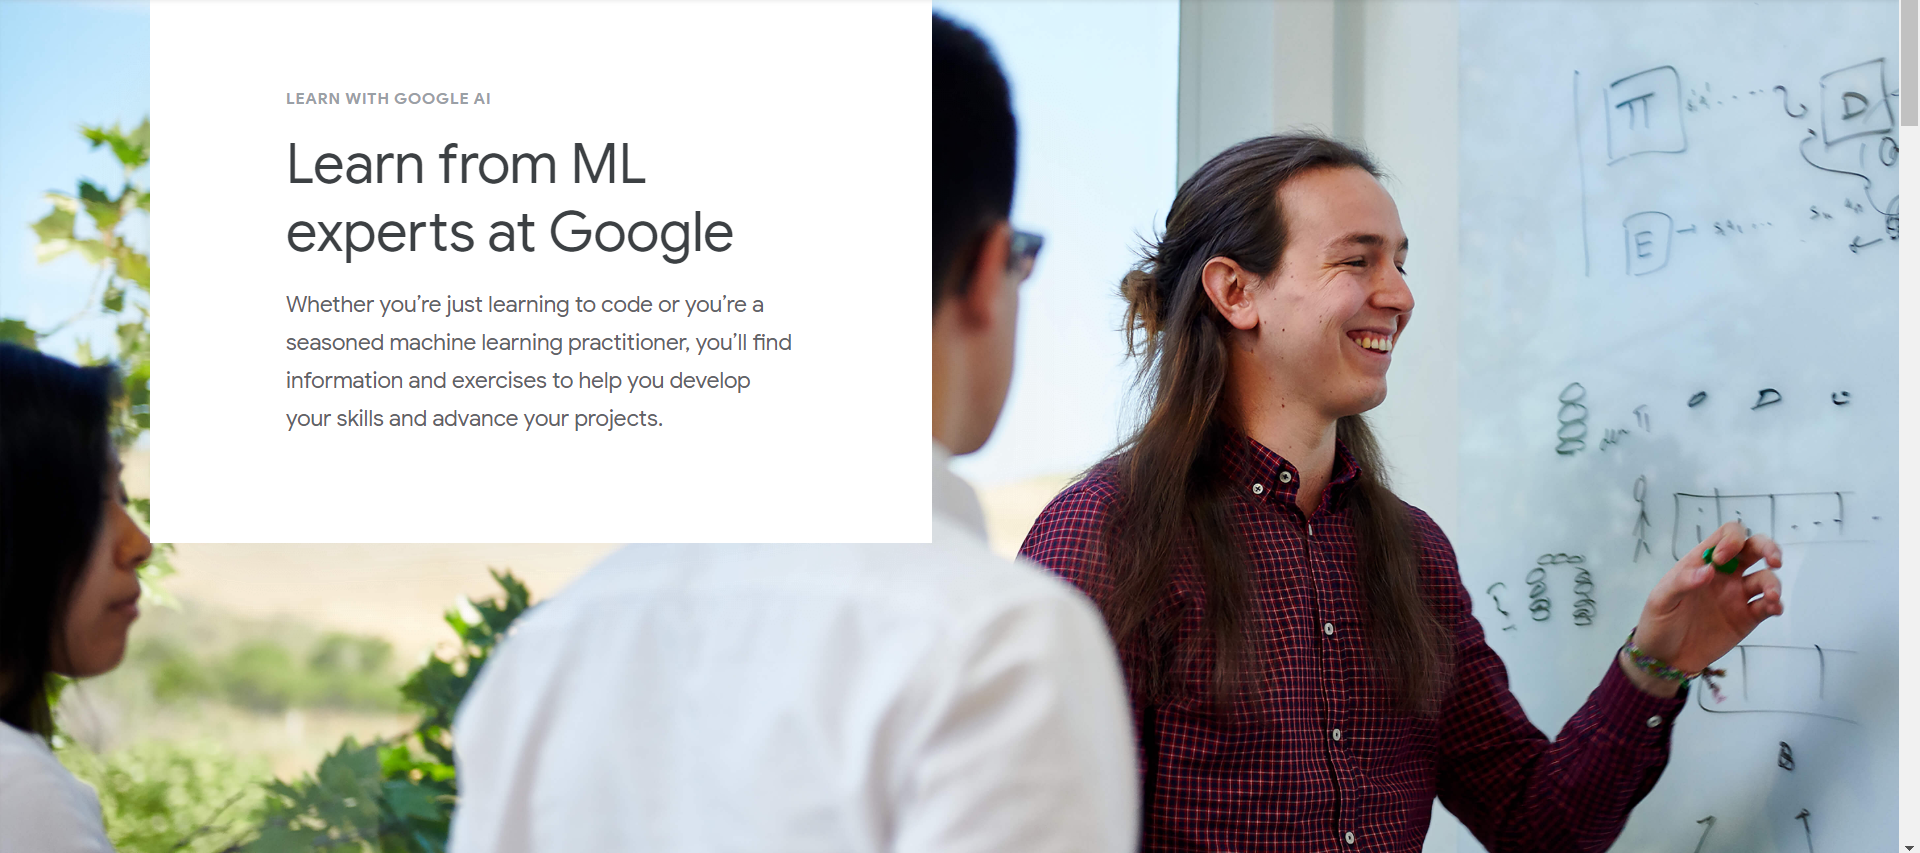 LEARN WITH GOOGLE AI
Learn from ML
experts at Google
Whether you’re just learning to code or you’re a
seasoned machine learning practitioner, you’ll find
information and exercises to help you develop
your skills and advance your projects.
π
D
E
D
B